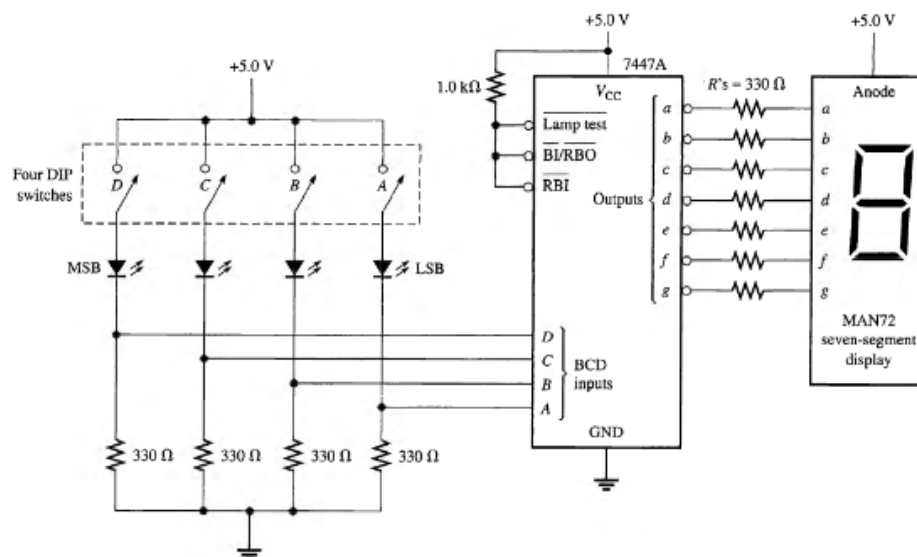 +5.0 V
+5.0 V
+5.0 V
7447A
1.0 kΩ
V_CC
R's = 330 Ω
Anode
Four DIP
switches
D
C
B
A
Lamp test
BI/RBO
RBI
Outputs
a
b
c
d
e
f
g
a
b
c
d
e
f
g
MSB
LSB
D
C
B
A
BCD
inputs
GND
MAN72
seven-segment
display
330 Ω
330 Ω
330 Ω
330 Ω